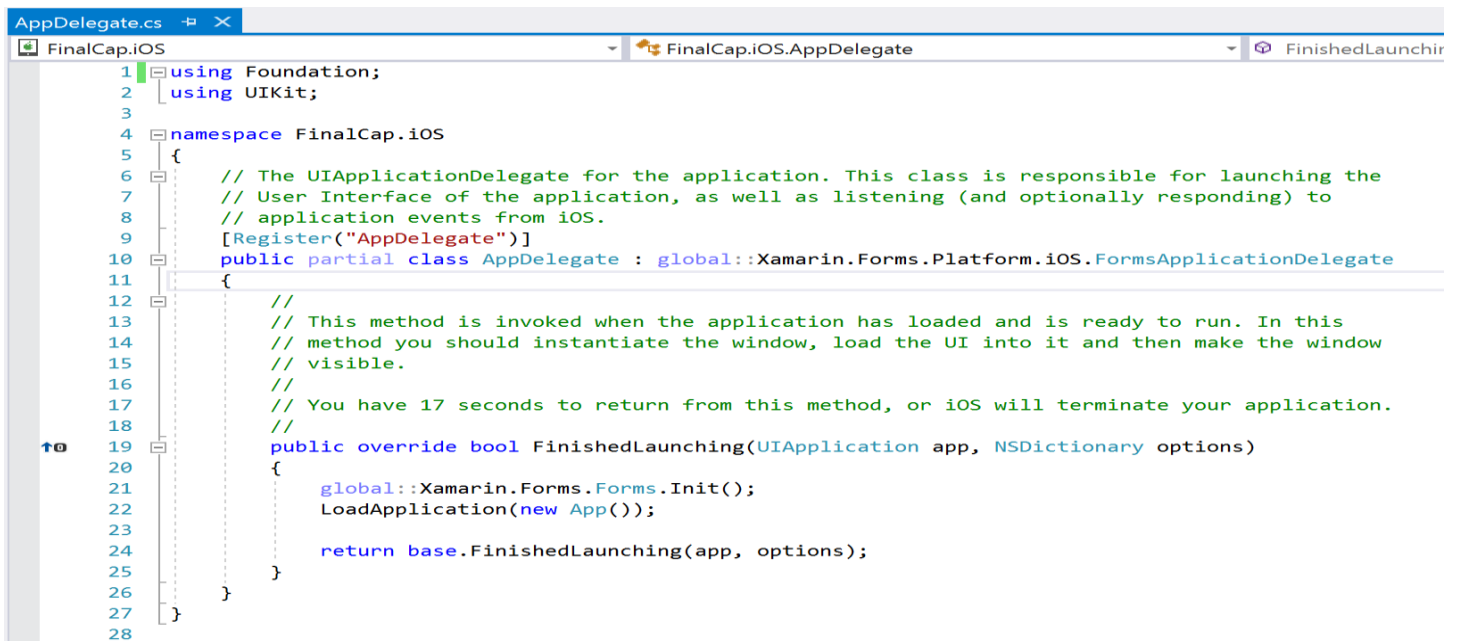 AppDelegate.cs
FinalCap.iOS FinalCap.iOS.AppDelegate FinishedLaunchin
1 using Foundation;
2 using UIKit;
3
4 namespace FinalCap.iOS
5 {
6 // The UIApplicationDelegate for the application. This class is responsible for launching the
7 // User Interface of the application, as well as listening (and optionally responding) to
8 // application events from iOS.
9 [Register("AppDelegate")]
10 public partial class AppDelegate : global::Xamarin.Forms.Platform.iOS.FormsApplicationDelegate
11 {
12 //
13 // This method is invoked when the application has loaded and is ready to run. In this
14 // method you should instantiate the window, load the UI into it and then make the window
15 // visible.
16 //
17 // You have 17 seconds to return from this method, or iOS will terminate your application.
18 //
19 public override bool FinishedLaunching(UIApplication app, NSDictionary options)
20 {
21 global::Xamarin.Forms.Forms.Init();
22 LoadApplication(new App());
23
24 return base.FinishedLaunching(app, options);
25 }
26 }
27 }
28